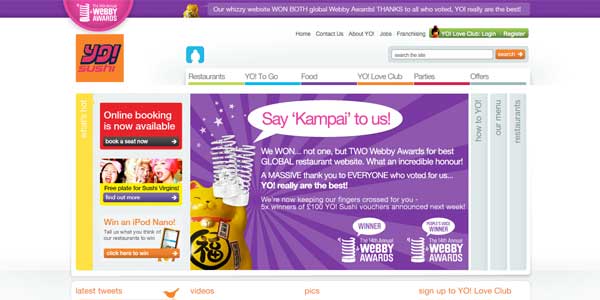 The 14th Annual
WEBBY
AWARDS
Our whizzy website WON BOTH global Webby Awards! THANKS to all who voted, YO! really are the best!
YO!
sushi
Home Contact Us About YO! Jobs Franchising YO! Love Club: Login Register
search the site search
Restaurants YO! To Go Food YO! Love Club Parties Offers
what's hot
Online booking
is now available
book a seat now
Free plate for Sushi Virgins!
find out more
Win an iPod Nano!
Tell us what you think of
our restaurants to win
click here to win
Say ‘Kampai’ to us!
We WON... not one, but TWO Webby Awards for best
GLOBAL restaurant website. What an incredible honour!
A MASSIVE thank you to EVERYONE who voted for us...
YO! really are the best!
We're now keeping our fingers crossed for you -
5x winners of £100 YO! Sushi vouchers announced next week!
WINNER
The 14th Annual
WEBBY
AWARDS
PEOPLE'S VOICE
WINNER
The 14th Annual
WEBBY
AWARDS
福
how to YO!
our menu
restaurants
latest tweets videos pics sign up to YO! Love Club